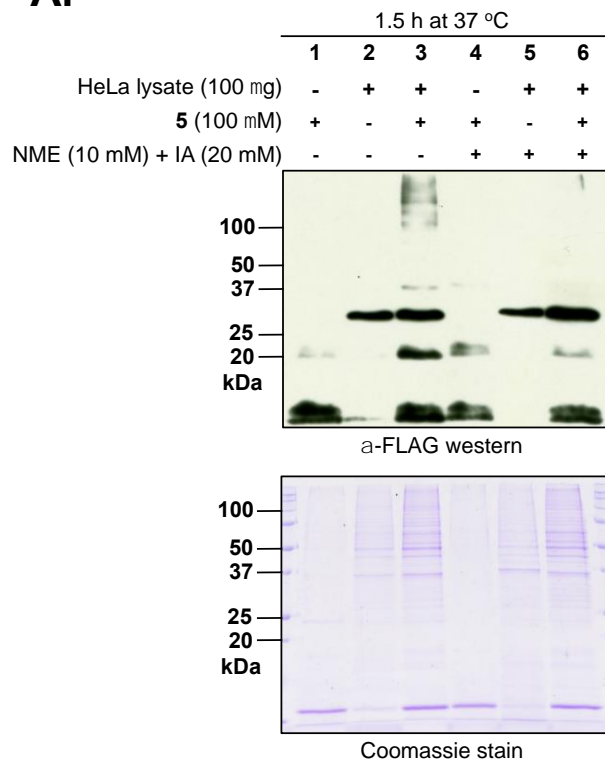 1.5 h at 37 °C
1 2 3 4 5 6
HeLa lysate (100 mg) - + + - + +
5 (100 mM) + - + + - +
NME (10 mM) + IA (20 mM) - - - + + +
100
50
37
25
20
kDa
a-FLAG western
100
50
37
25
20
kDa
Coomassie stain